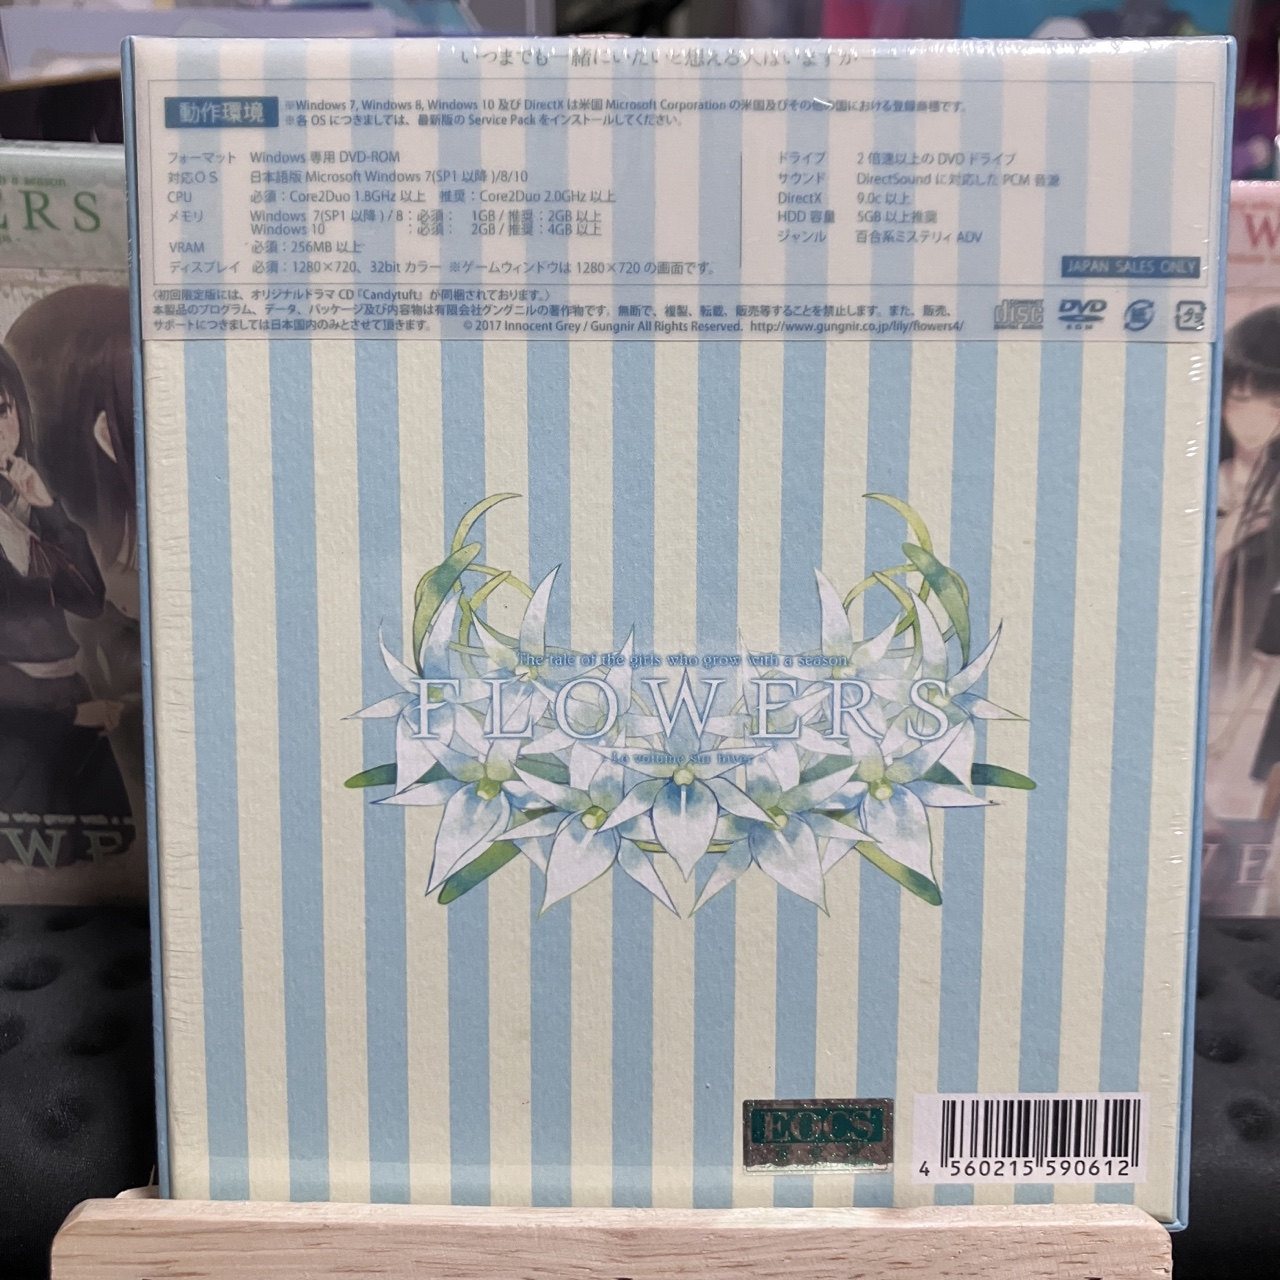 いつまでも一緒にいたいと想える人はいますか――
動作環境
※Windows 7, Windows 8, Windows 10 及び DirectX は米国 Microsoft Corporation の米国及びその他の国における登録商標です。
※各 OS につきましては、最新版の Service Pack をインストールしてください。
フォーマット Windows 専用 DVD-ROM
対応OS 日本語版 Microsoft Windows 7(SP1 以降 )/8/10
CPU 必須：Core2Duo 1.8GHz 以上 推奨：Core2Duo 2.0GHz 以上
メモリ Windows 7(SP1 以降 ) / 8：必須： 1GB / 推奨：2GB 以上
Windows 10 ：必須： 2GB / 推奨：4GB 以上
VRAM 必須：256MB 以上
ディスプレイ 必須：1280×720、32bit カラー ※ゲームウィンドウは 1280×720 の画面です。
ドライブ 2 倍速以上の DVD ドライブ
サウンド DirectSound に対応した PCM 音源
DirectX 9.0c 以上
HDD 容量 5GB 以上推奨
ジャンル 百合系ミステリィ ADV
JAPAN SALES ONLY
〈初回限定版には、オリジナルドラマ CD『Candytuft』が同梱されております。〉
本製品のプログラム、データ、パッケージ及び内容物は有限会社グングニルの著作物です。無断で、複製、転載、販売等することを禁止します。また、販売、
サポートにつきましては日本国内のみとさせて頂きます。 © 2017 Innocent Grey / Gungnir All Rights Reserved. http://www.gungnir.co.jp/lily/flowers4/
disc
DVD
ROM
紙
プラ
The tale of the girls who grow with a season
FLOWERS
- Le volume sur hiver -
EOCS
4 560215 590612
ERS